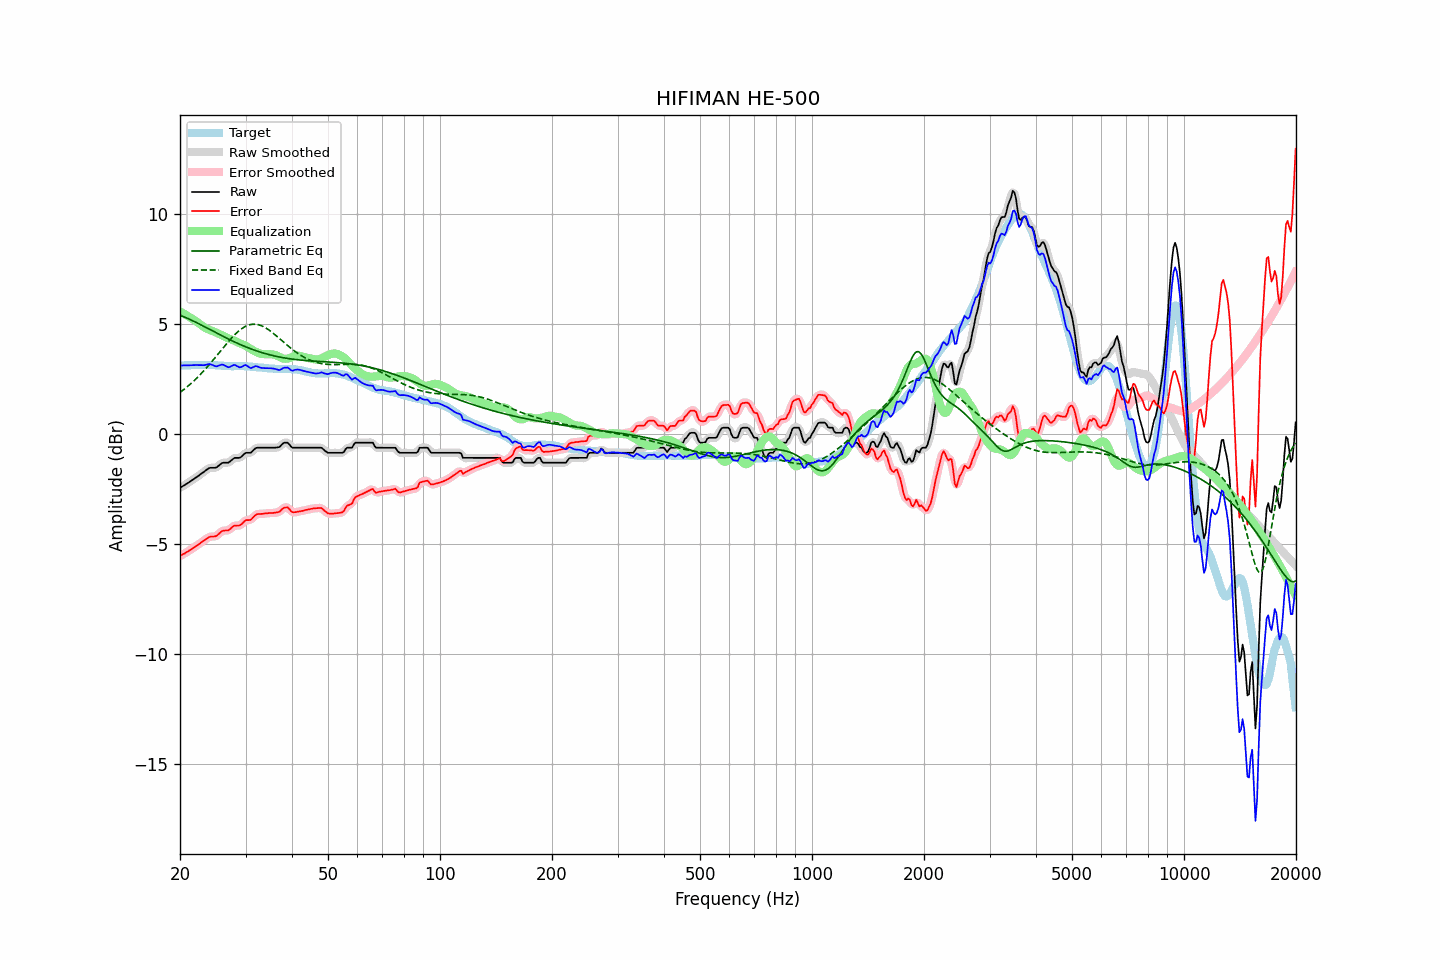 HIFIMAN HE-500
Target
Raw Smoothed
Error Smoothed
Raw
Error
Equalization
Parametric Eq
Fixed Band Eq
Equalized
Amplitude (dBr)
10
5
0
−5
−10
−15
20 50 100 200 500 1000 2000 5000 10000 20000
Frequency (Hz)